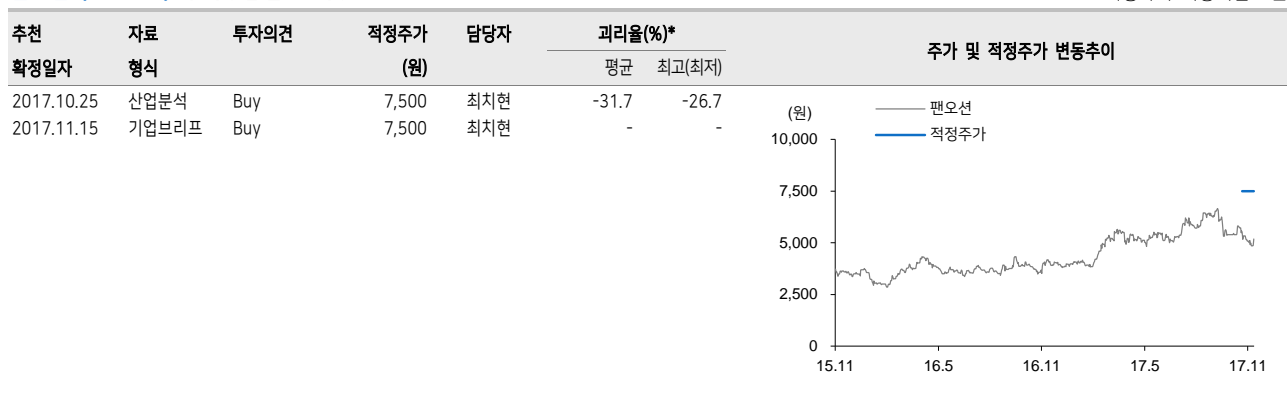 추천 자료 투자의견 적정주가 담당자 괴리율(%)* 주가 및 적정주가 변동추이
확정일자 형식 (원) 평균 최고(최저)
2017.10.25 산업분석 Buy 7,500 최치현 -31.7 -26.7
2017.11.15 기업브리프 Buy 7,500 최치현 - -
(원)
팬오션
적정주가
10,000
7,500
5,000
2,500
0
15.11 16.5 16.11 17.5 17.11